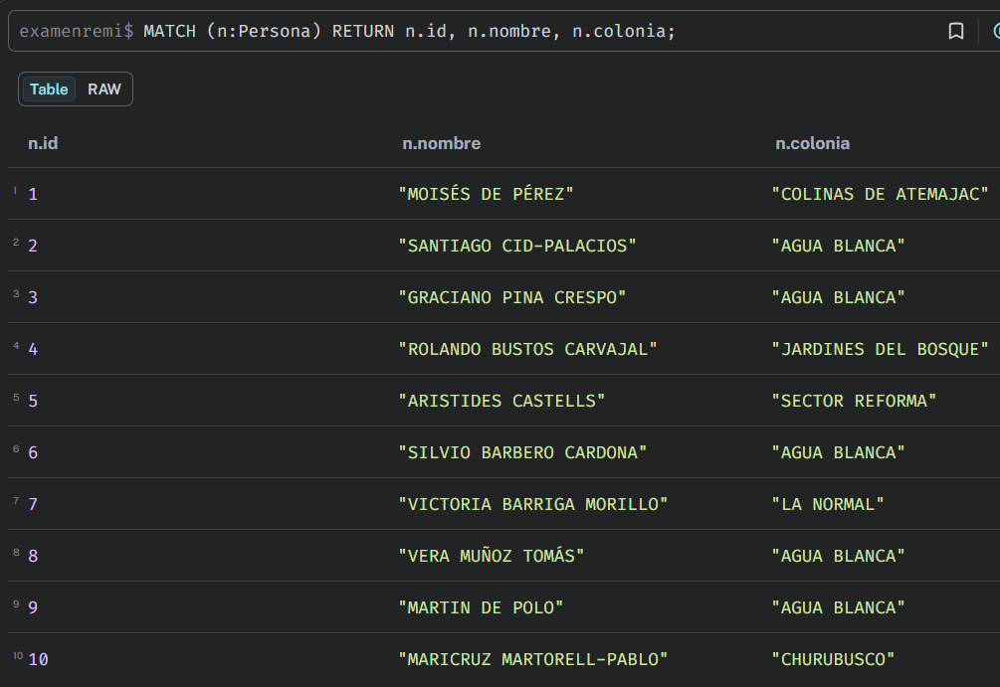 examenremi$ MATCH (n:Persona) RETURN n.id, n.nombre, n.colonia;
Table RAW
n.id n.nombre n.colonia
1 1 "MOISÉS DE PÉREZ" "COLINAS DE ATEMAJAC"
2 2 "SANTIAGO CID-PALACIOS" "AGUA BLANCA"
3 3 "GRACIANO PINA CRESPO" "AGUA BLANCA"
4 4 "ROLANDO BUSTOS CARVAJAL" "JARDINES DEL BOSQUE"
5 5 "ARISTIDES CASTELLS" "SECTOR REFORMA"
6 6 "SILVIO BARBERO CARDONA" "AGUA BLANCA"
7 7 "VICTORIA BARRIGA MORILLO" "LA NORMAL"
8 8 "VERA MUÑOZ TOMÁS" "AGUA BLANCA"
9 9 "MARTIN DE POLO" "AGUA BLANCA"
10 10 "MARICRUZ MARTORELL-PABLO" "CHURUBUSCO"